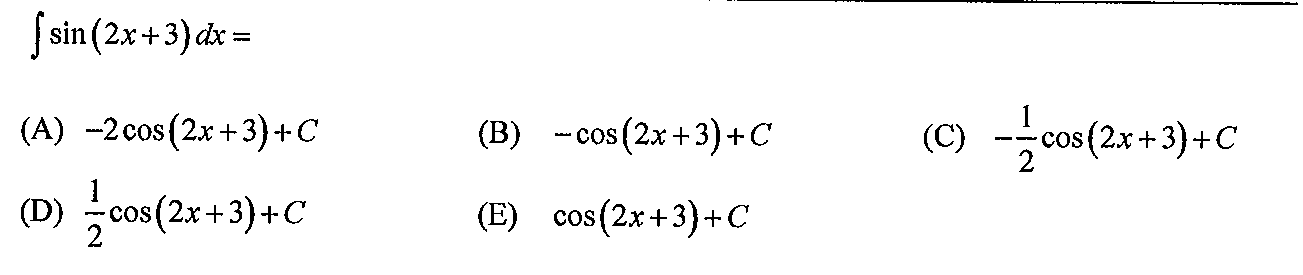 ∫ sin(2x+3) dx =
(A) −2cos(2x+3)+C (B) −cos(2x+3)+C (C) −1/2 cos(2x+3)+C
(D) 1/2 cos(2x+3)+C (E) cos(2x+3)+C